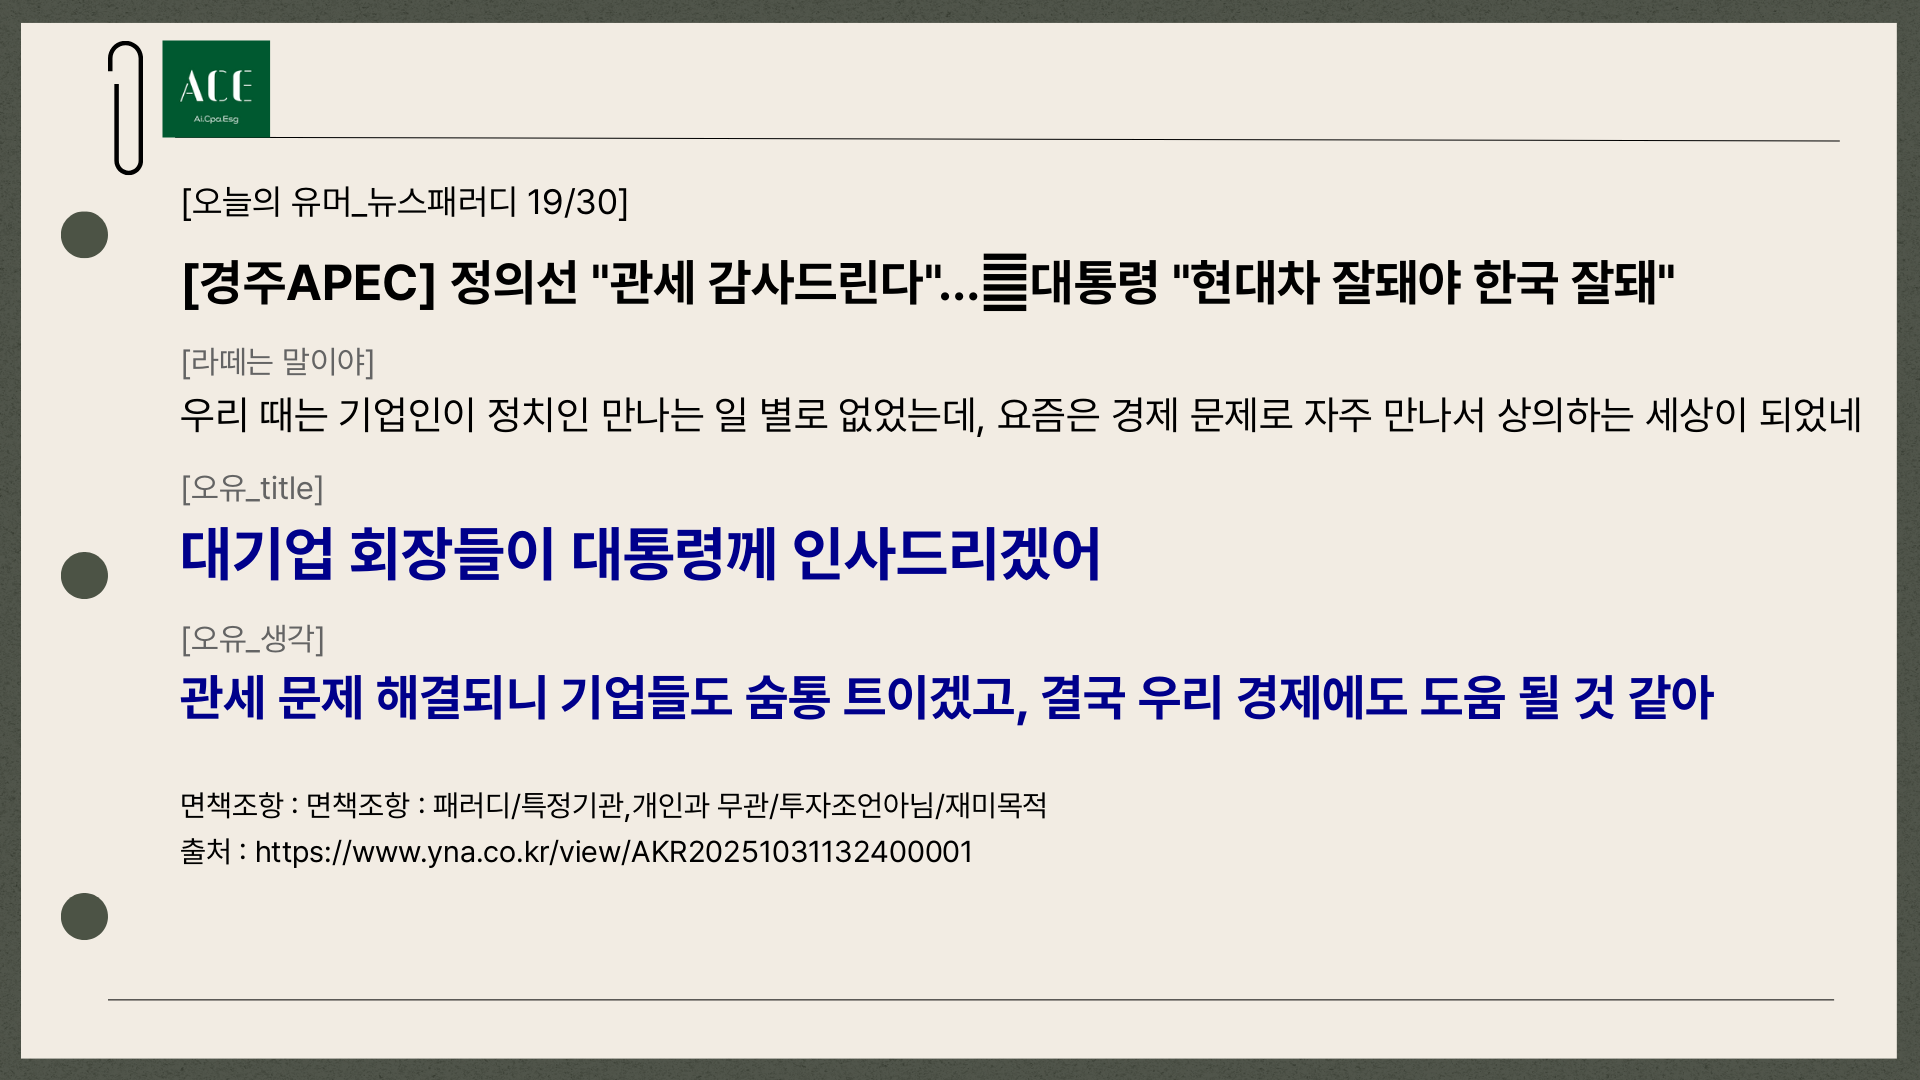 ACE
Ai.Cpa.Esg
[오늘의 유머_뉴스패러디 19/30]
[경주APEC] 정의선 "관세 감사드린다"...대통령 "현대차 잘돼야 한국 잘돼"
[라떼는 말이야]
우리 때는 기업인이 정치인 만나는 일 별로 없었는데, 요즘은 경제 문제로 자주 만나서 상의하는 세상이 되었네
[오유_title]
대기업 회장들이 대통령께 인사드리겠어
[오유_생각]
관세 문제 해결되니 기업들도 숨통 트이겠고, 결국 우리 경제에도 도움 될 것 같아
면책조항 : 면책조항 : 패러디/특정기관,개인과 무관/투자조언아님/재미목적
출처 : https://www.yna.co.kr/view/AKR20251031132400001